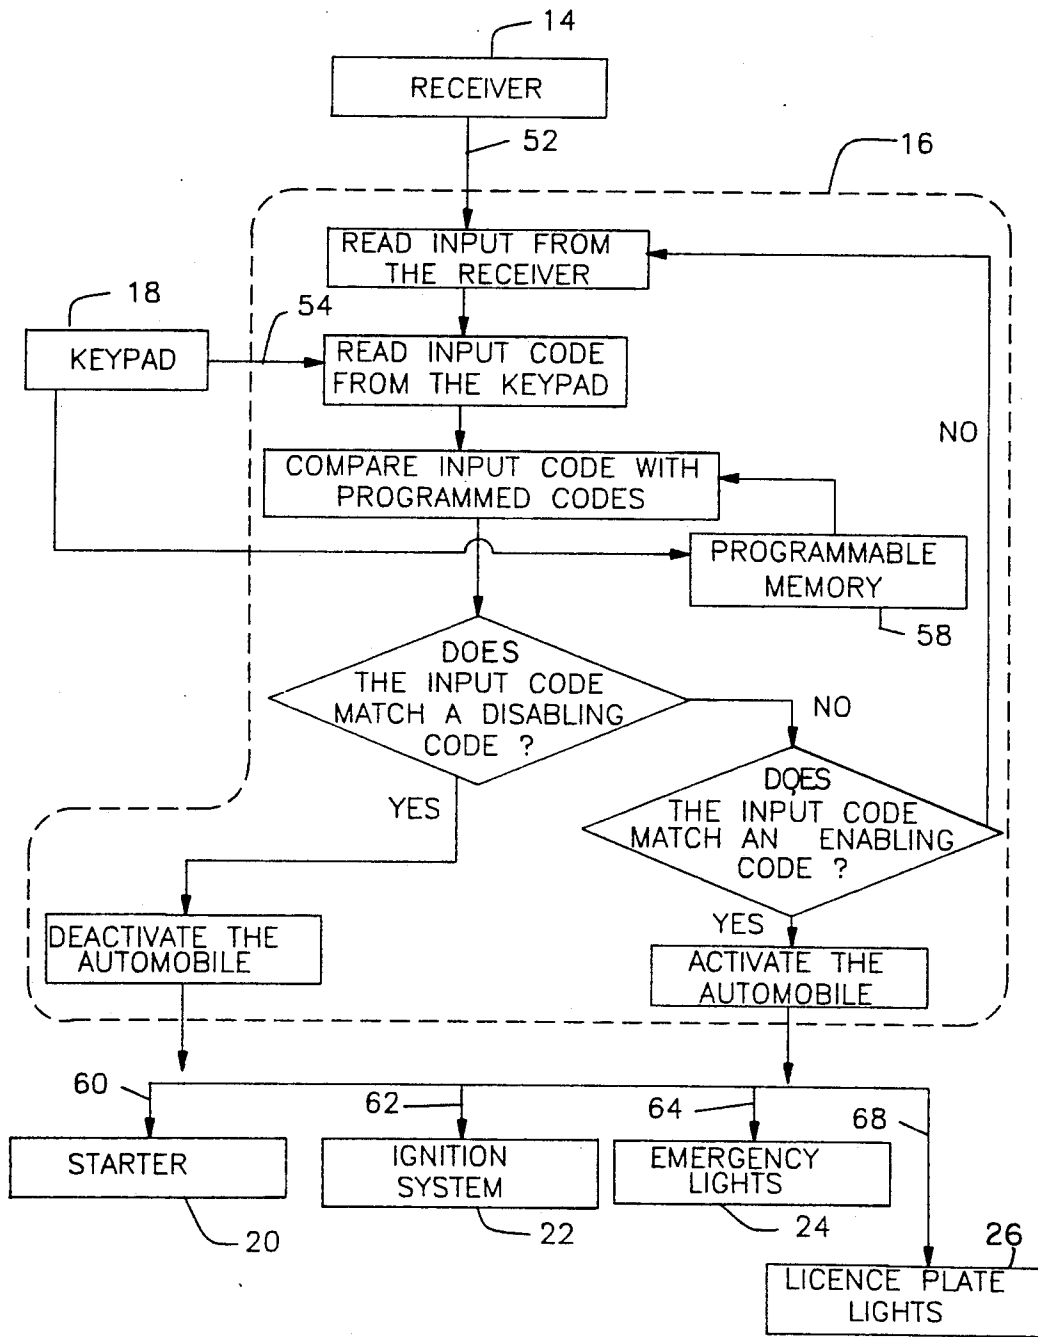 14
RECEIVER
52
16
READ INPUT FROM
THE RECEIVER
18
54
KEYPAD
READ INPUT CODE
FROM THE KEYPAD
NO
COMPARE INPUT CODE WITH
PROGRAMMED CODES
PROGRAMMABLE
MEMORY
58
DOES
THE INPUT CODE
MATCH A DISABLING
CODE ?
NO
YES
DOES
THE INPUT CODE
MATCH AN ENABLING
CODE ?
YES
DEACTIVATE THE
AUTOMOBILE
ACTIVATE THE
AUTOMOBILE
60
62
64
68
STARTER
IGNITION
SYSTEM
EMERGENCY
LIGHTS
20
22
24
26
LICENCE PLATE
LIGHTS